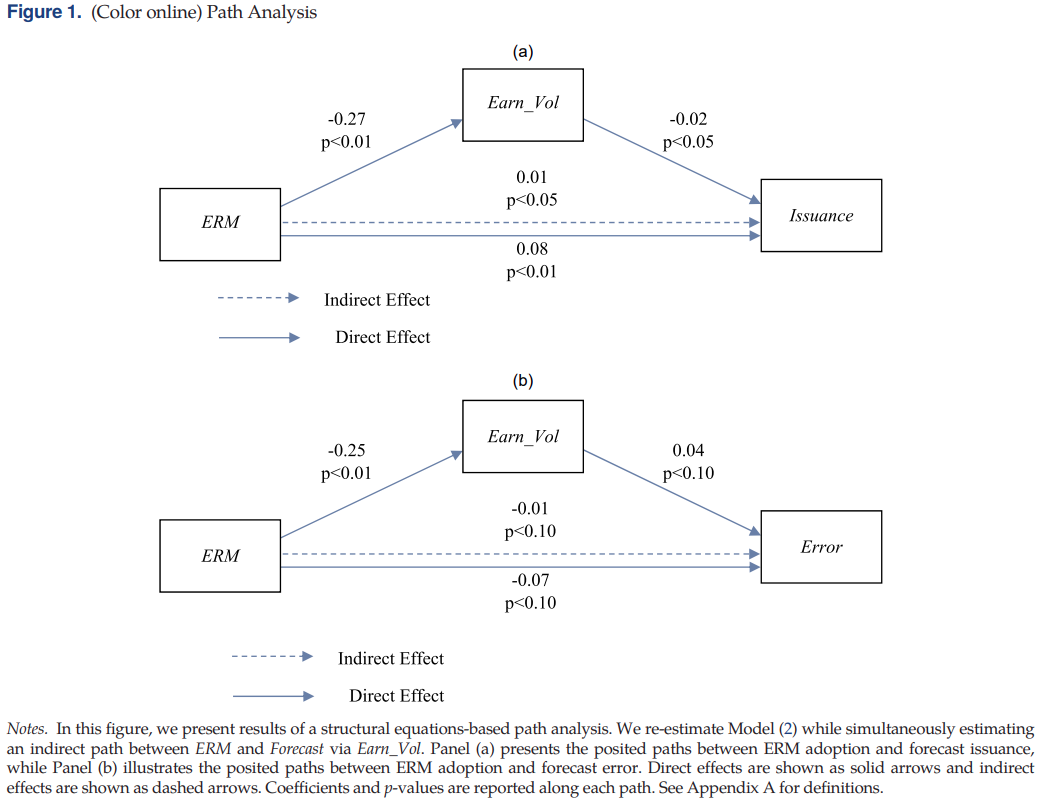 Figure 1. (Color online) Path Analysis
(a)
Earn_Vol
-0.27
p<0.01
-0.02
p<0.05
0.01
p<0.05
ERM
Issuance
0.08
p<0.01
Indirect Effect
Direct Effect
(b)
Earn_Vol
-0.25
p<0.01
0.04
p<0.10
-0.01
p<0.10
ERM
Error
-0.07
p<0.10
Indirect Effect
Direct Effect
Notes. In this figure, we present results of a structural equations-based path analysis. We re-estimate Model (2) while simultaneously estimating
an indirect path between ERM and Forecast via Earn_Vol. Panel (a) presents the posited paths between ERM adoption and forecast issuance,
while Panel (b) illustrates the posited paths between ERM adoption and forecast error. Direct effects are shown as solid arrows and indirect
effects are shown as dashed arrows. Coefficients and p-values are reported along each path. See Appendix A for definitions.